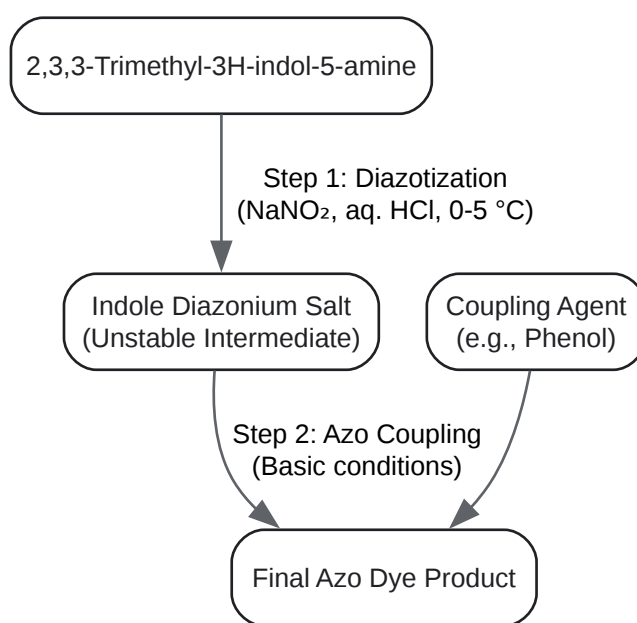 2,3,3-Trimethyl-3H-indol-5-amine
Step 1: Diazotization
(NaNO₂, aq. HCl, 0-5 °C)
Indole Diazonium Salt
(Unstable Intermediate)
Coupling Agent
(e.g., Phenol)
Step 2: Azo Coupling
(Basic conditions)
Final Azo Dye Product